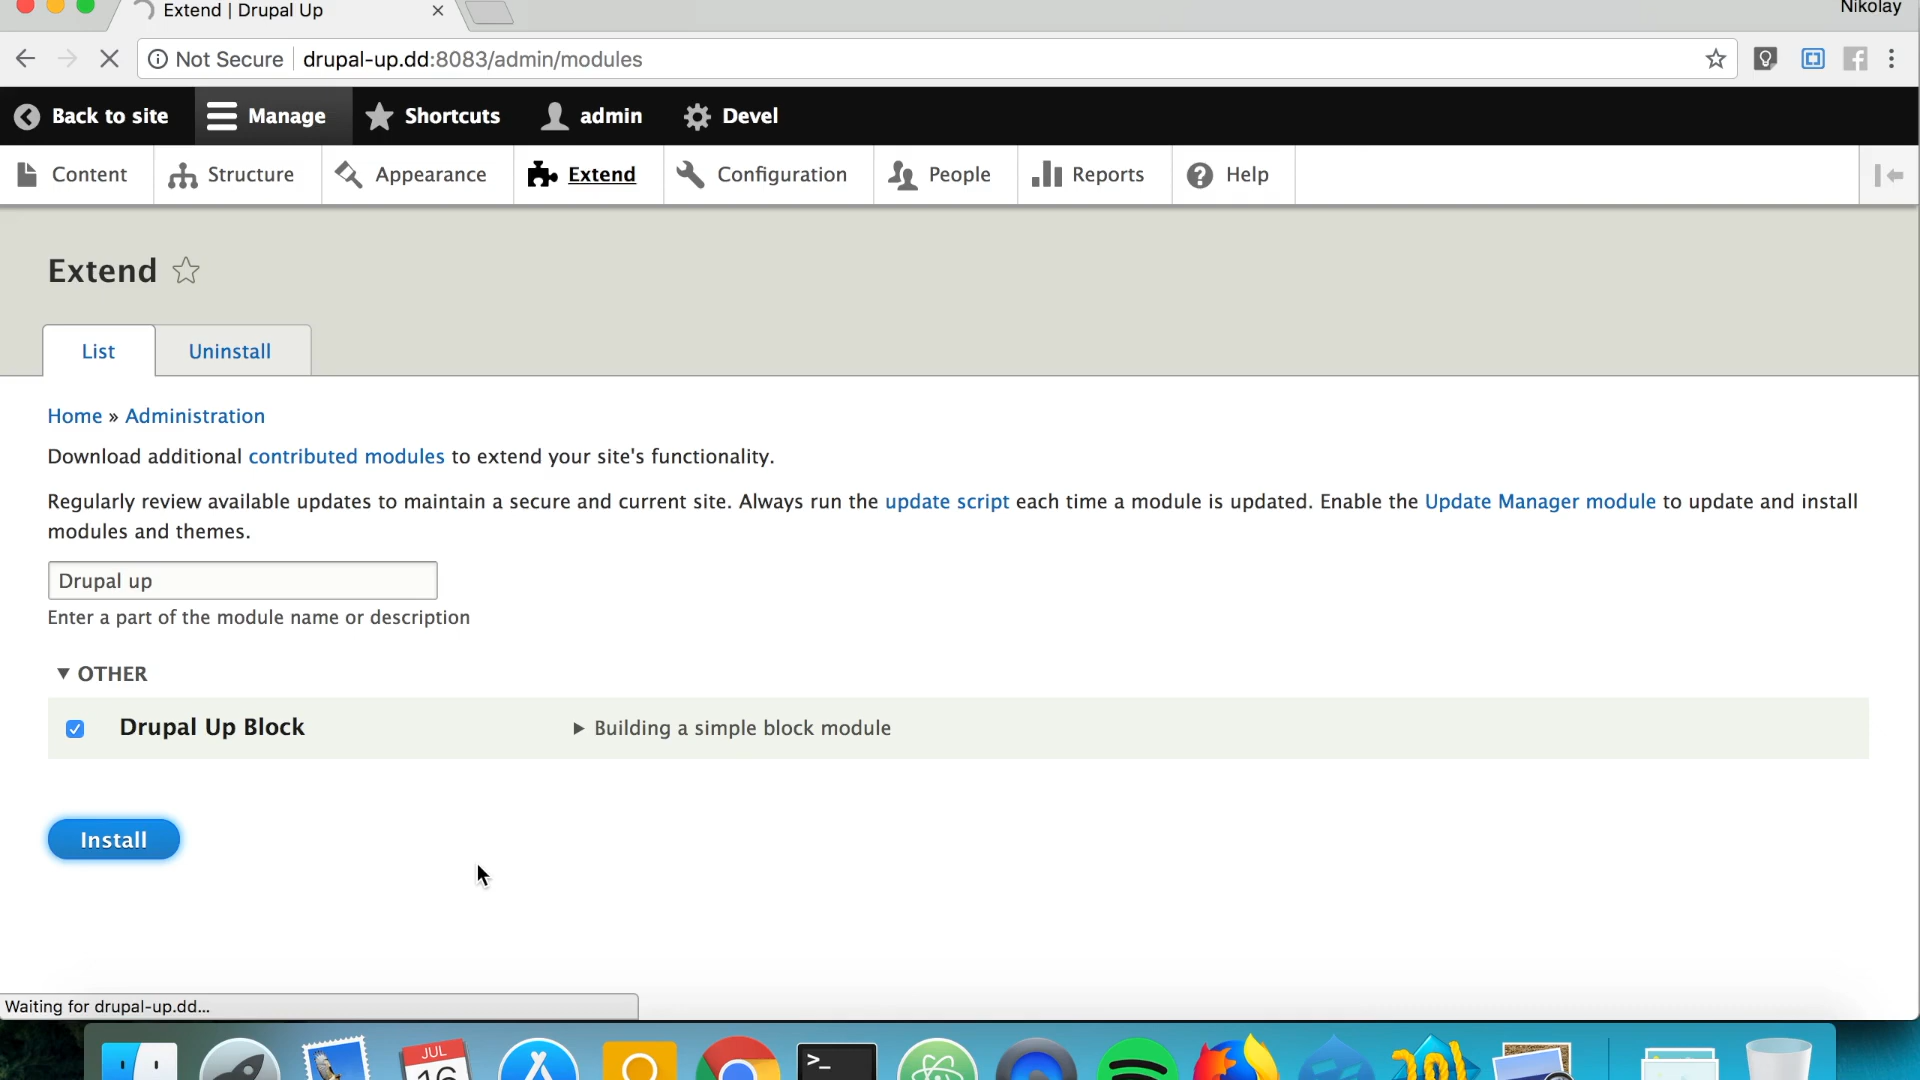 Extend | Drupal Up
Nikolay
Not Secure drupal-up.dd:8083/admin/modules
Back to site Manage Shortcuts admin Devel
Content Structure Appearance Extend Configuration People Reports Help
Extend
List Uninstall
Home » Administration
Download additional contributed modules to extend your site's functionality.
Regularly review available updates to maintain a secure and current site. Always run the update script each time a module is updated. Enable the Update Manager module to update and install
modules and themes.
Drupal up
Enter a part of the module name or description
▼ OTHER
Drupal Up Block ▶ Building a simple block module
Install
Waiting for drupal-up.dd...
JUL
16
>_